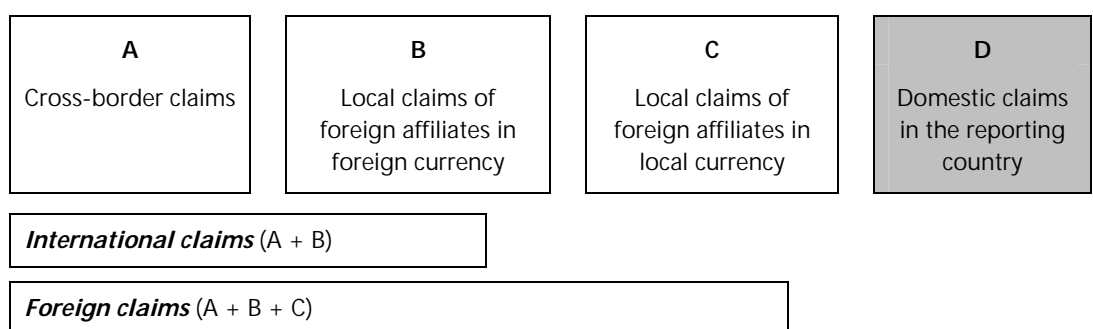 A
Cross-border claims
B
Local claims of
foreign affiliates in
foreign currency
C
Local claims of
foreign affiliates in
local currency
D
Domestic claims
in the reporting
country
International claims (A + B)
Foreign claims (A + B + C)